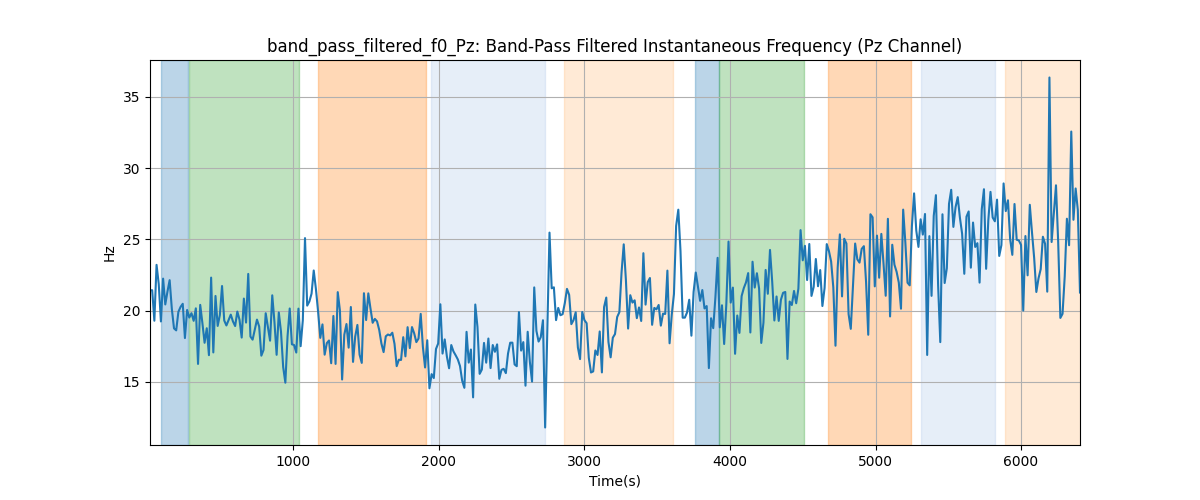 band_pass_filtered_f0_Pz: Band-Pass Filtered Instantaneous Frequency (Pz Channel)
35
30
25
20
15
Hz
1000 2000 3000 4000 5000 6000
Time(s)